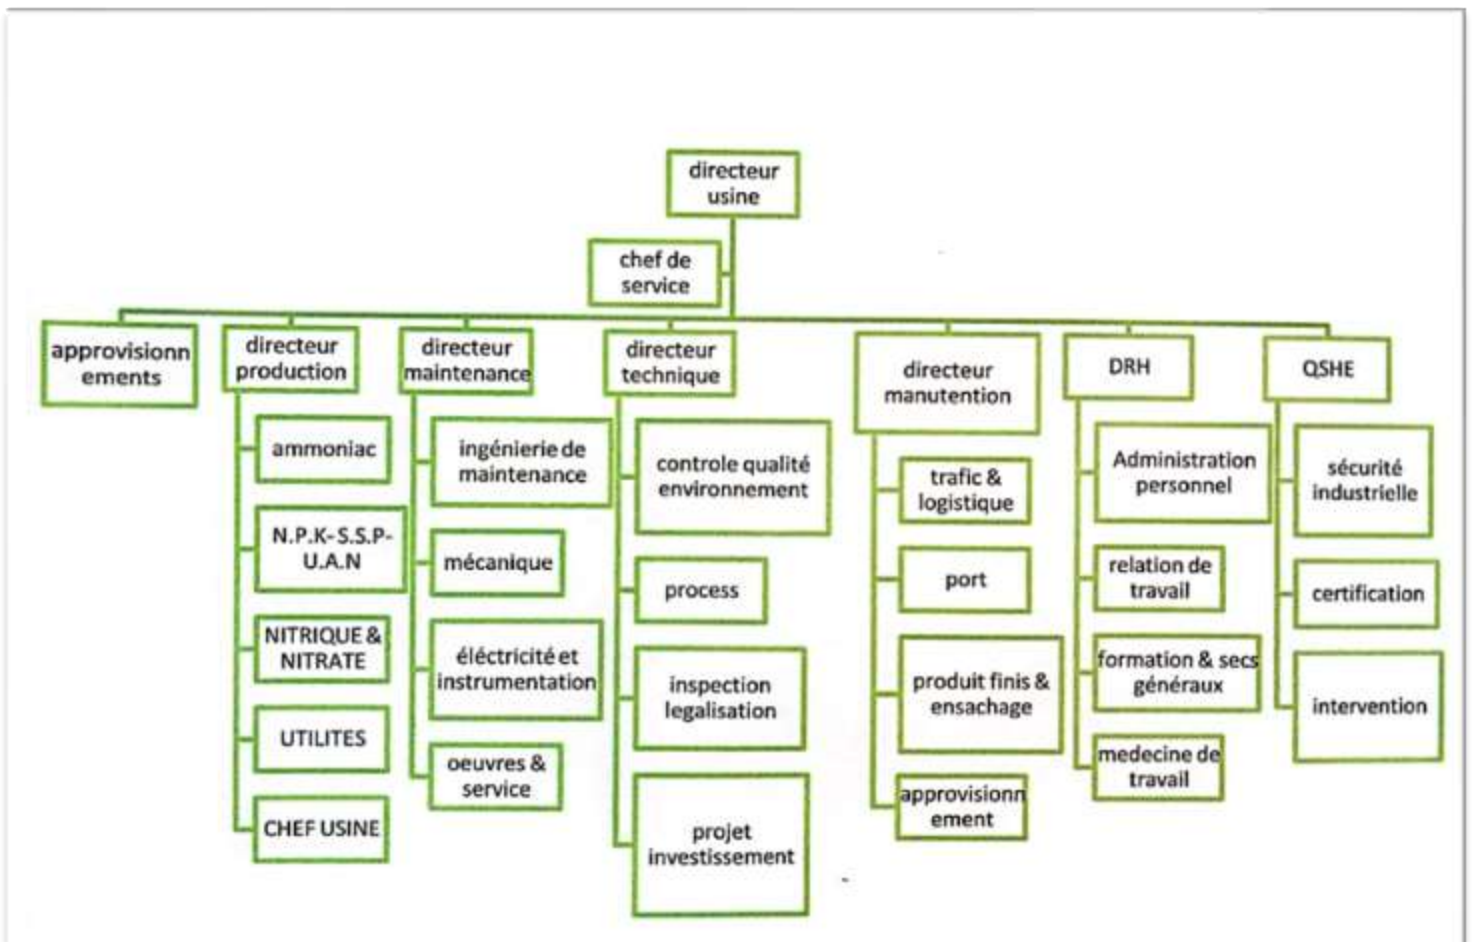 directeur
usine
chef de
service
approvisionn
ements
directeur
production
directeur
maintenance
directeur
technique
directeur
manutention
DRH
QSHE
ammoniac
N.P.K- S.S.P-
U.A.N
NITRIQUE &
NITRATE
UTILITES
CHEF USINE
ingénierie de
maintenance
mécanique
éléctricité et
instrumentation
oeuvres &
service
controle qualité
environnement
process
inspection
legalisation
projet
investissement
trafic &
logistique
port
produit finis &
ensachage
approvisionn
ement
Administration
personnel
relation de
travail
formation & secs
généraux
medecine de
travail
sécurité
industrielle
certification
intervention